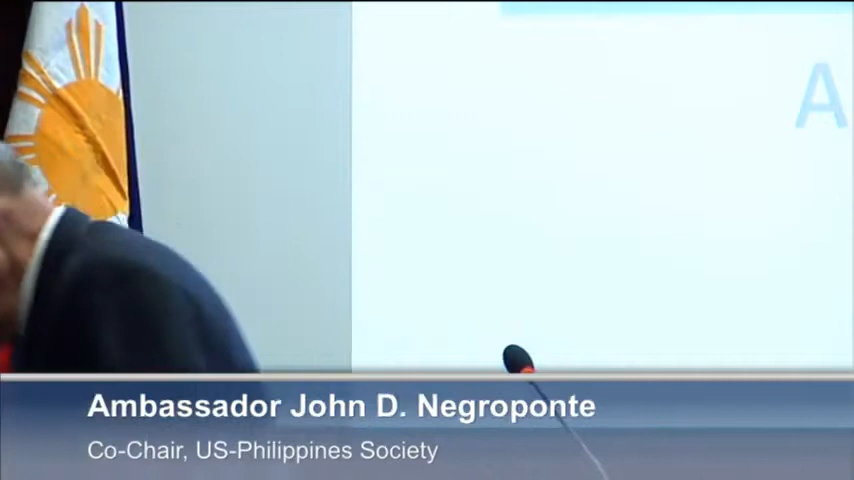 A
Ambassador John D. Negroponte
Co-Chair, US-Philippines Society